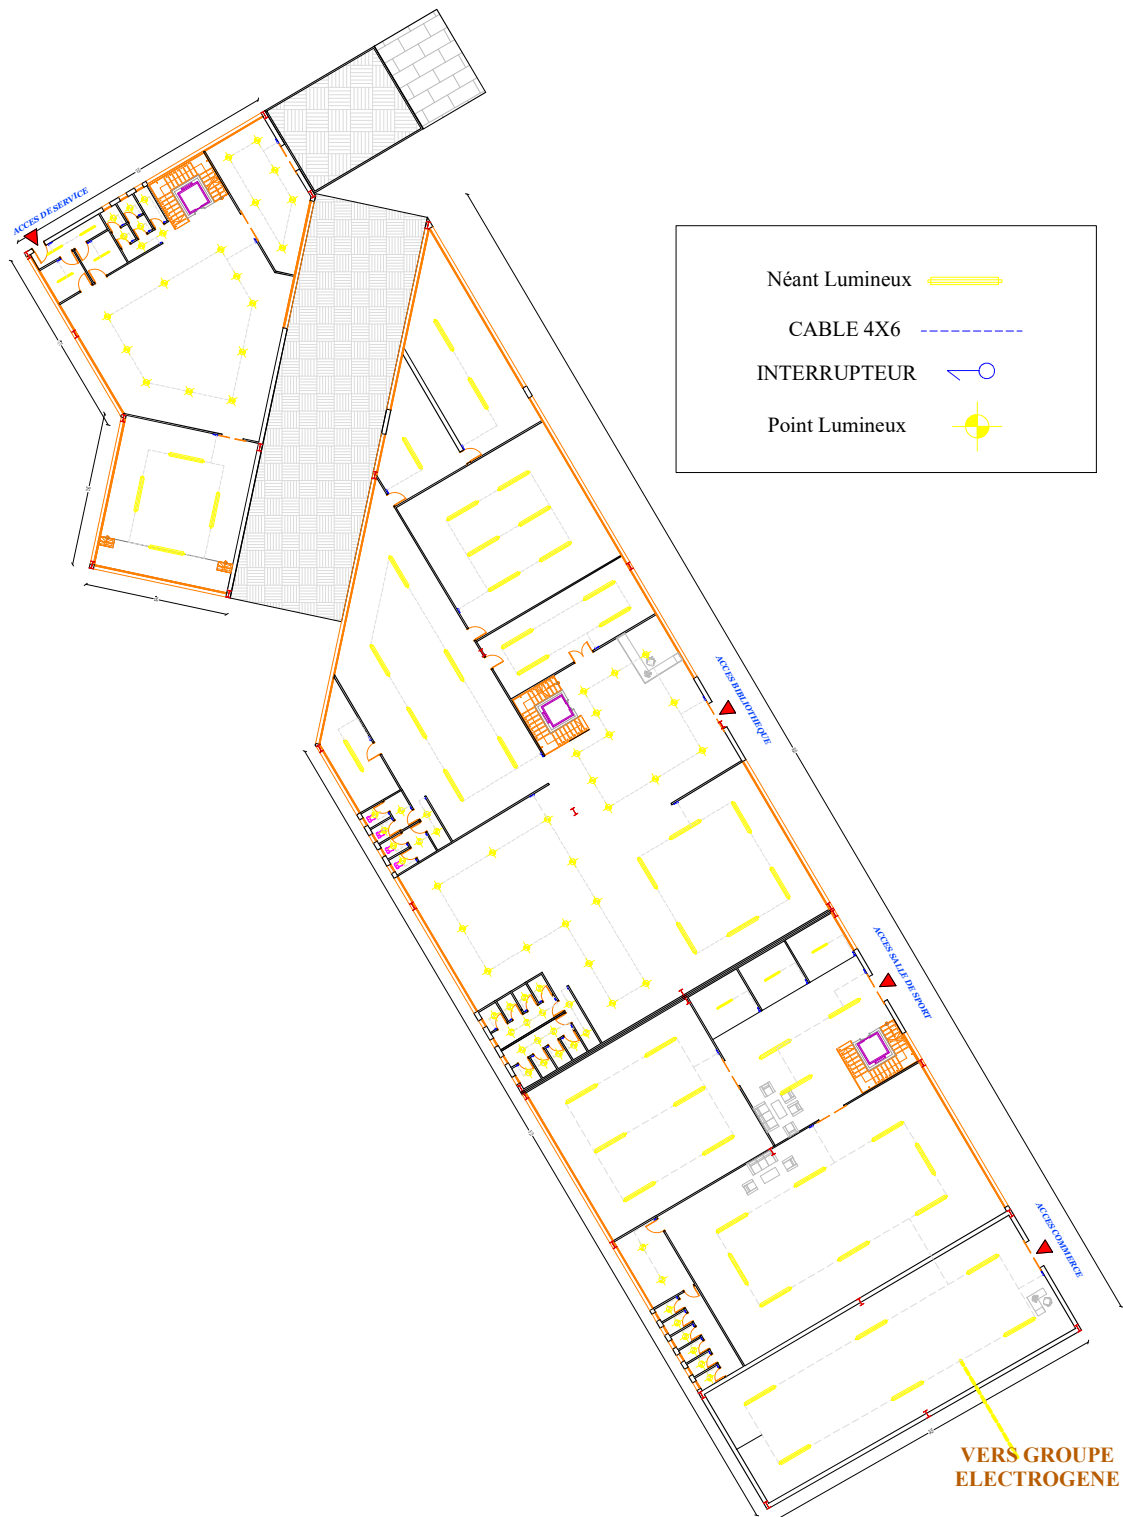 ACCES DE SERVICE
Néant Lumineux
CABLE 4X6
INTERRUPTEUR
Point Lumineux
ACCES BIBLIOTHEQUE
ACCES SALLE DE SPORT
ACCES COMMERCE
VERS GROUPE
ELECTROGENE